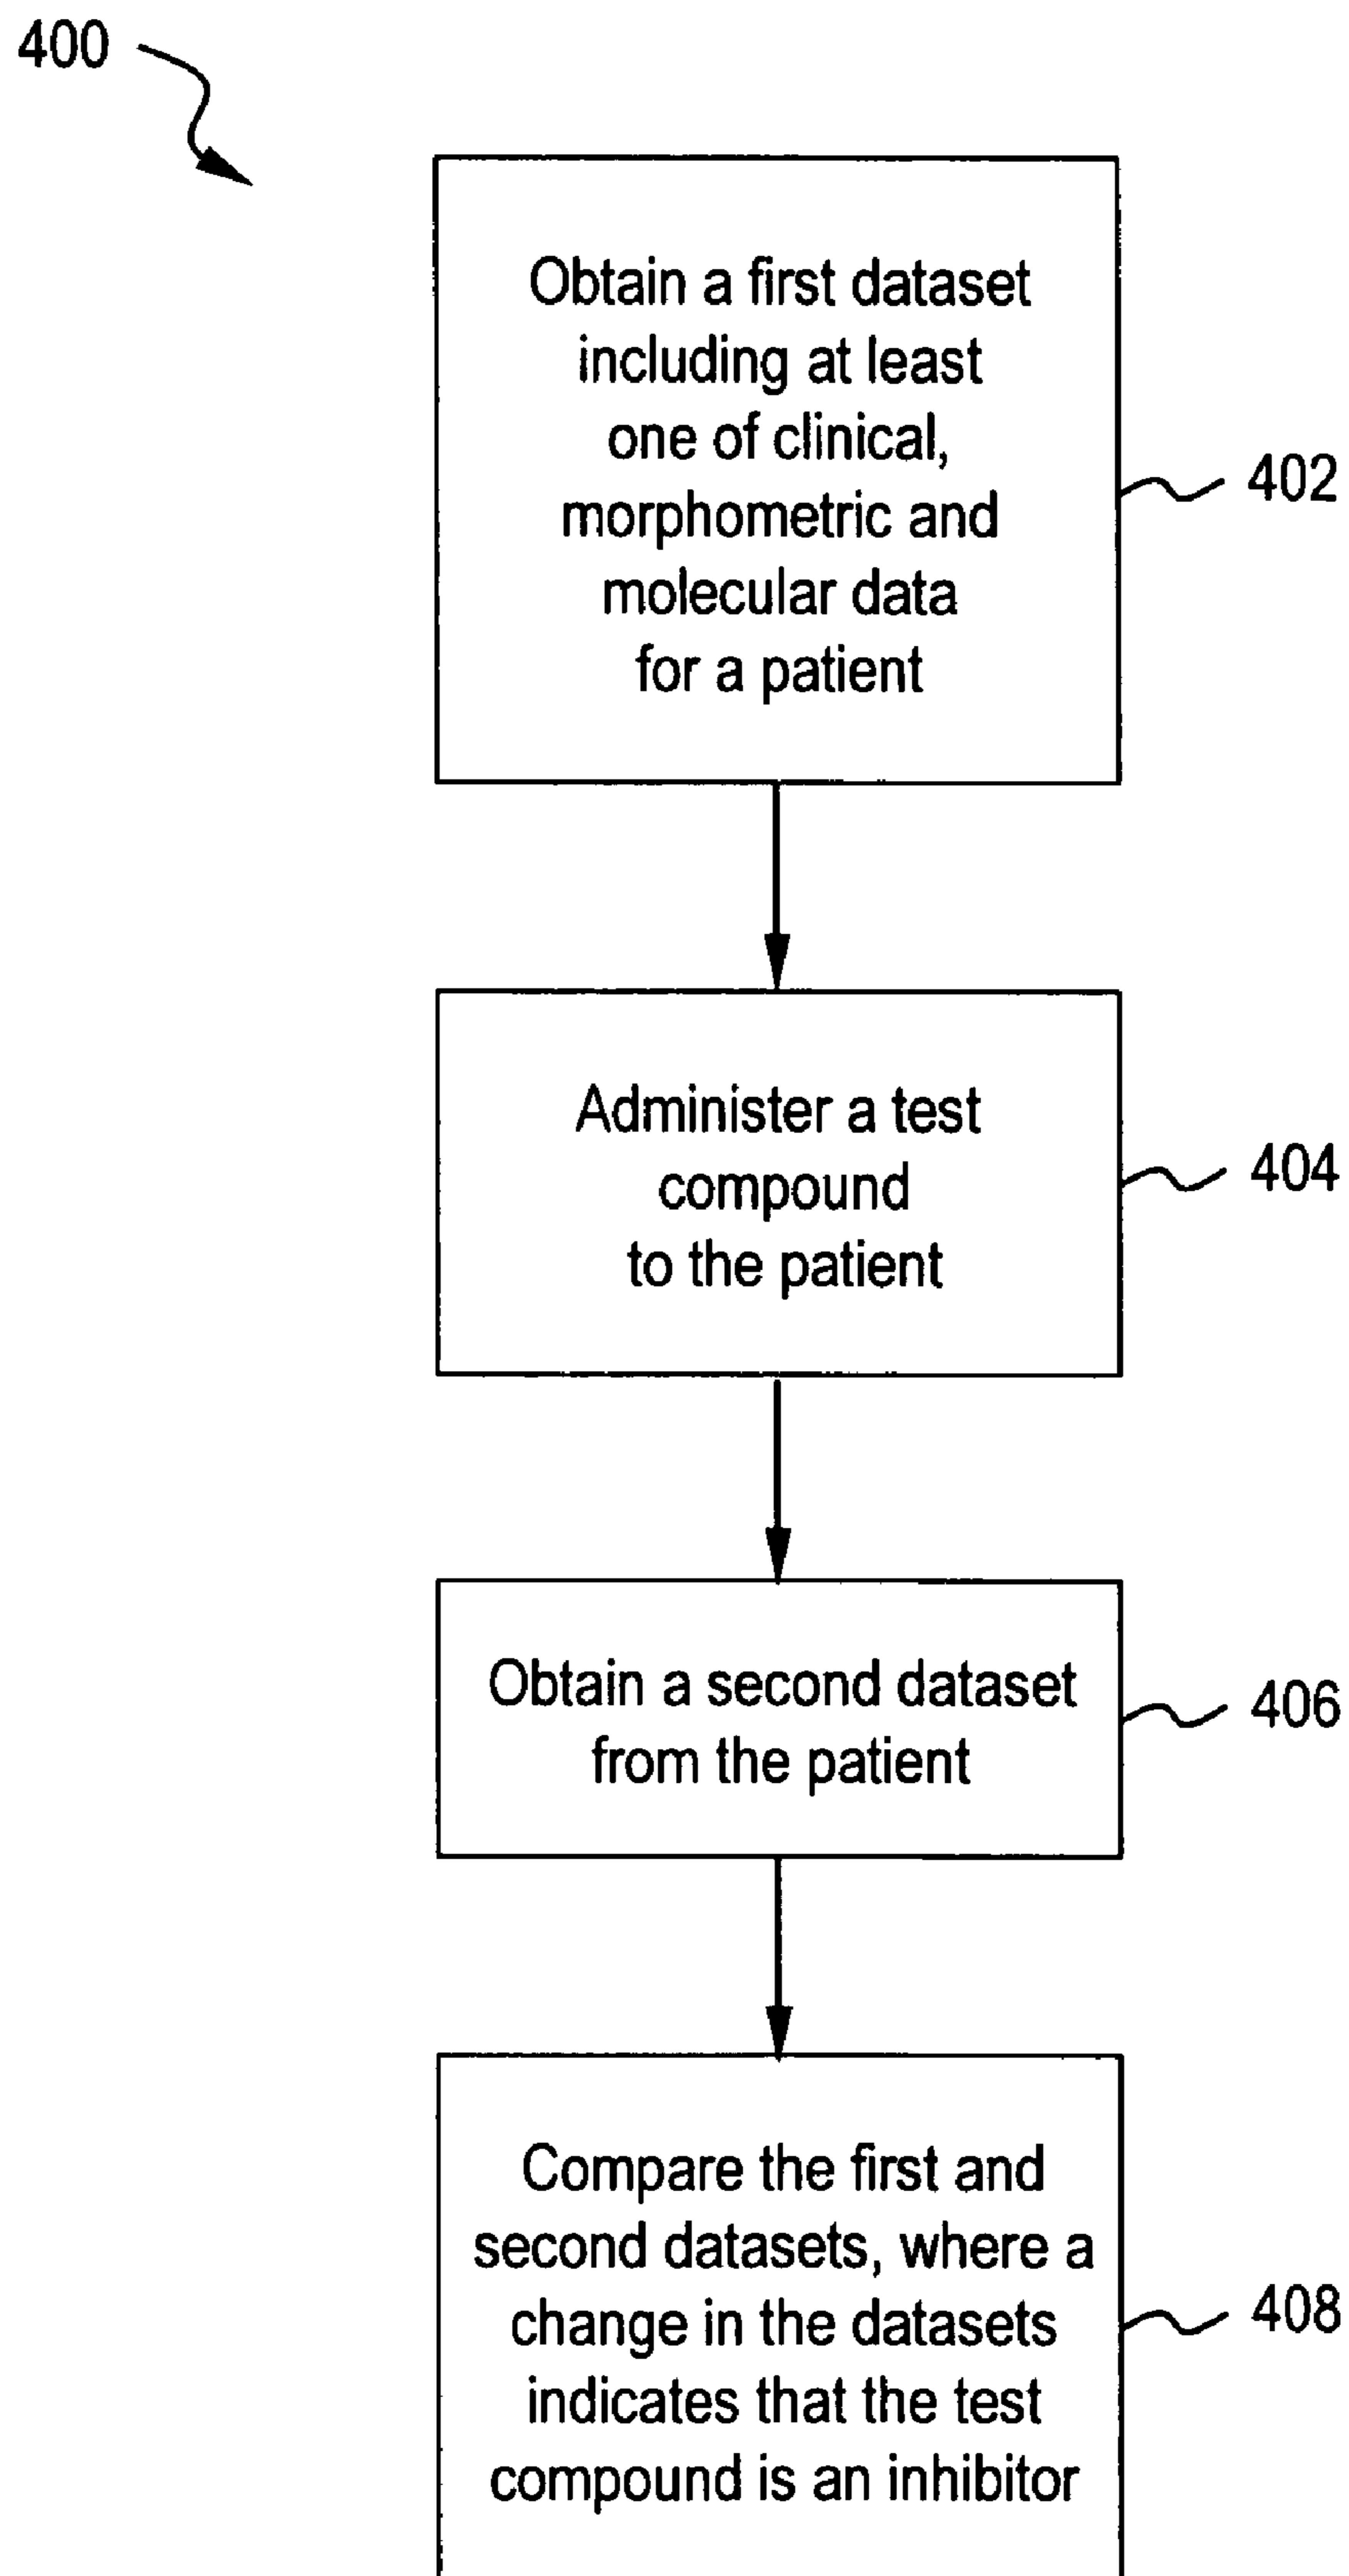 400
Obtain a first dataset
including at least
one of clinical,
morphometric and
molecular data
for a patient
402
Administer a test
compound
to the patient
404
Obtain a second dataset
from the patient
406
Compare the first and
second datasets, where a
change in the datasets
indicates that the test
compound is an inhibitor
408